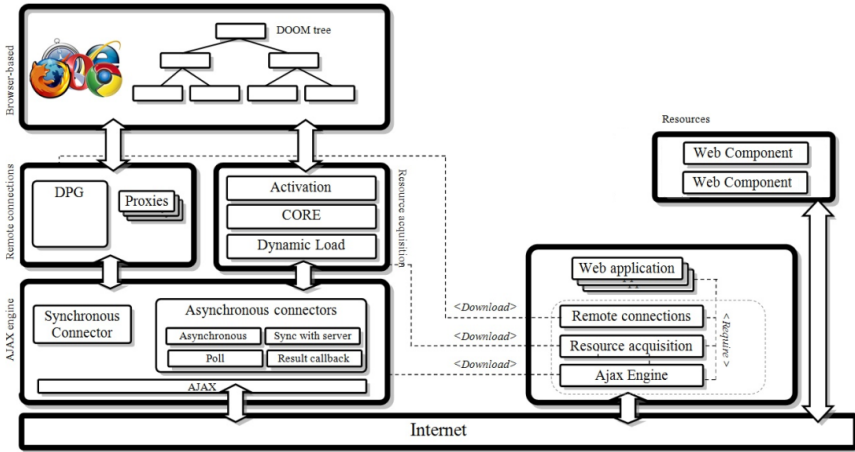 Browser-based
DOOM tree
Remote connections
DPG
Proxies
Activation
CORE
Dynamic Load
Resource acquisition
AJAX engine
Synchronous
Connector
Asynchronous connectors
Asynchronous
Sync with server
Poll
Result callback
AJAX
<Download>
<Download>
<Download>
Web application
Remote connections
Resource acquisition
Ajax Engine
<Require>
Resources
Web Component
Web Component
Internet